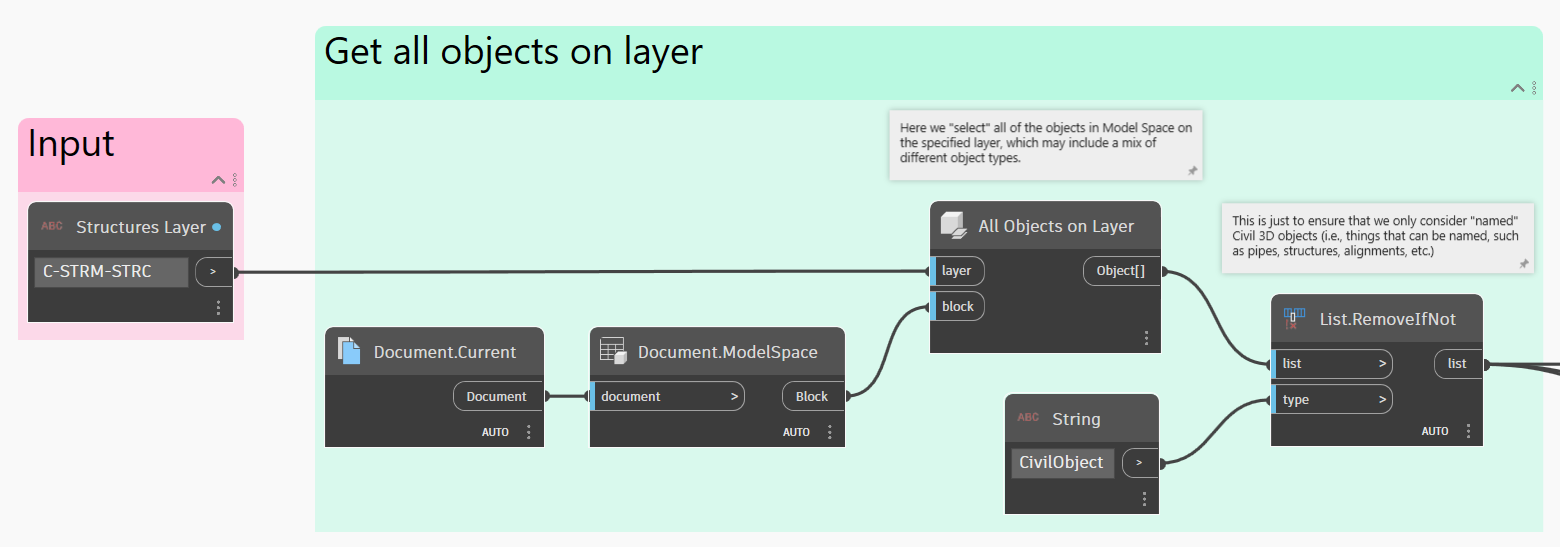 Get all objects on layer
Input
Here we "select" all of the objects in Model Space on
the specified layer, which may include a mix of
different object types.
ABC Structures Layer
C-STRM-STRC >
All Objects on Layer
layer Object[]
block
This is just to ensure that we only consider "named"
Civil 3D objects (i.e., things that can be named, such
as pipes, structures, alignments, etc.)
Document.Current
Document
AUTO
Document.ModelSpace
document > Block
AUTO
ABC String
CivilObject >
List.RemoveIfNot
list > list
type >
AUTO